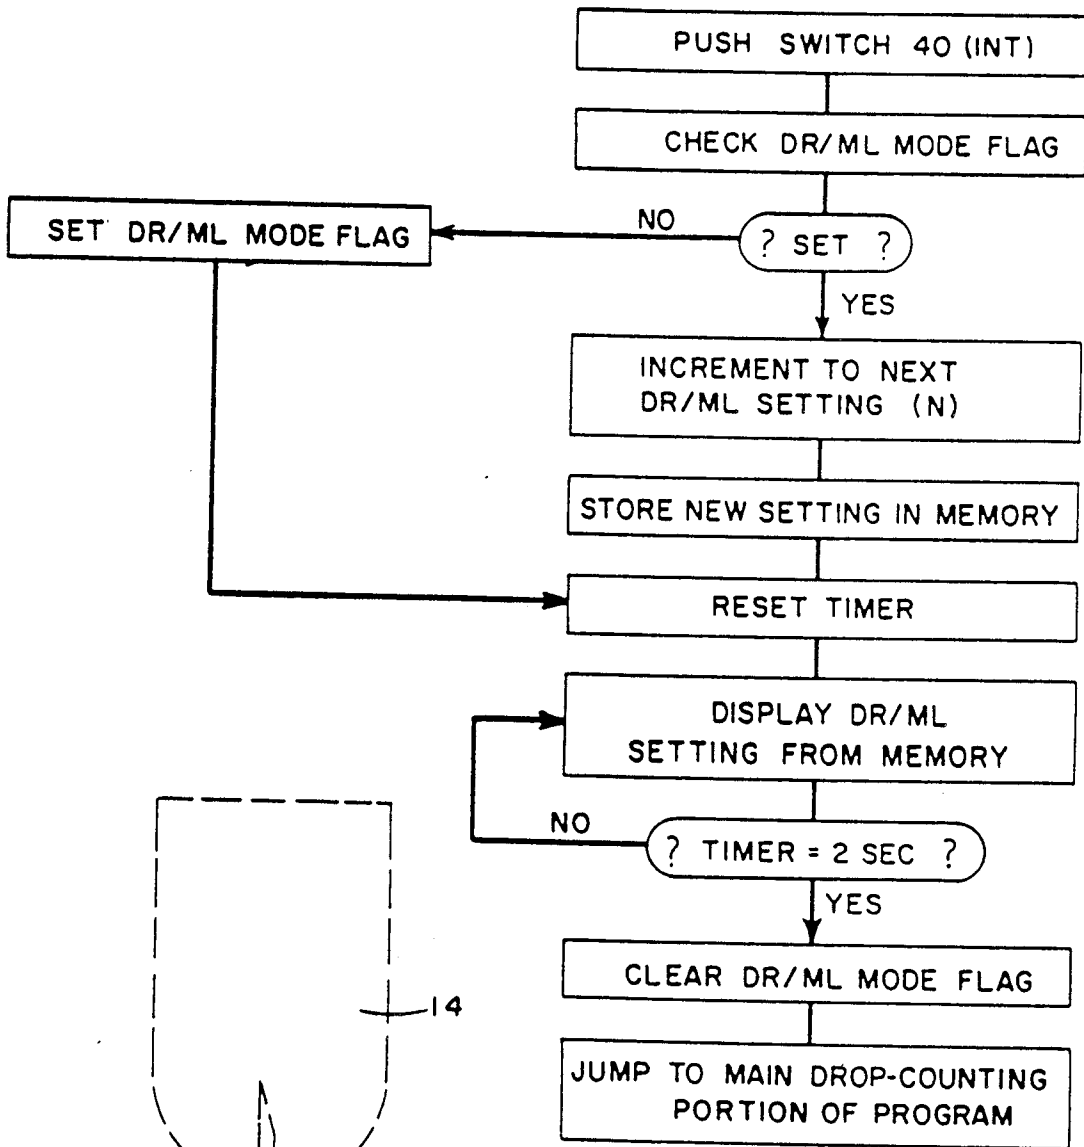 PUSH SWITCH 40 (INT)
CHECK DR/ML MODE FLAG
? SET ?
NO
SET DR/ML MODE FLAG
YES
INCREMENT TO NEXT
DR/ML SETTING (N)
STORE NEW SETTING IN MEMORY
RESET TIMER
DISPLAY DR/ML
SETTING FROM MEMORY
NO
? TIMER = 2 SEC ?
YES
CLEAR DR/ML MODE FLAG
14
JUMP TO MAIN DROP-COUNTING
PORTION OF PROGRAM